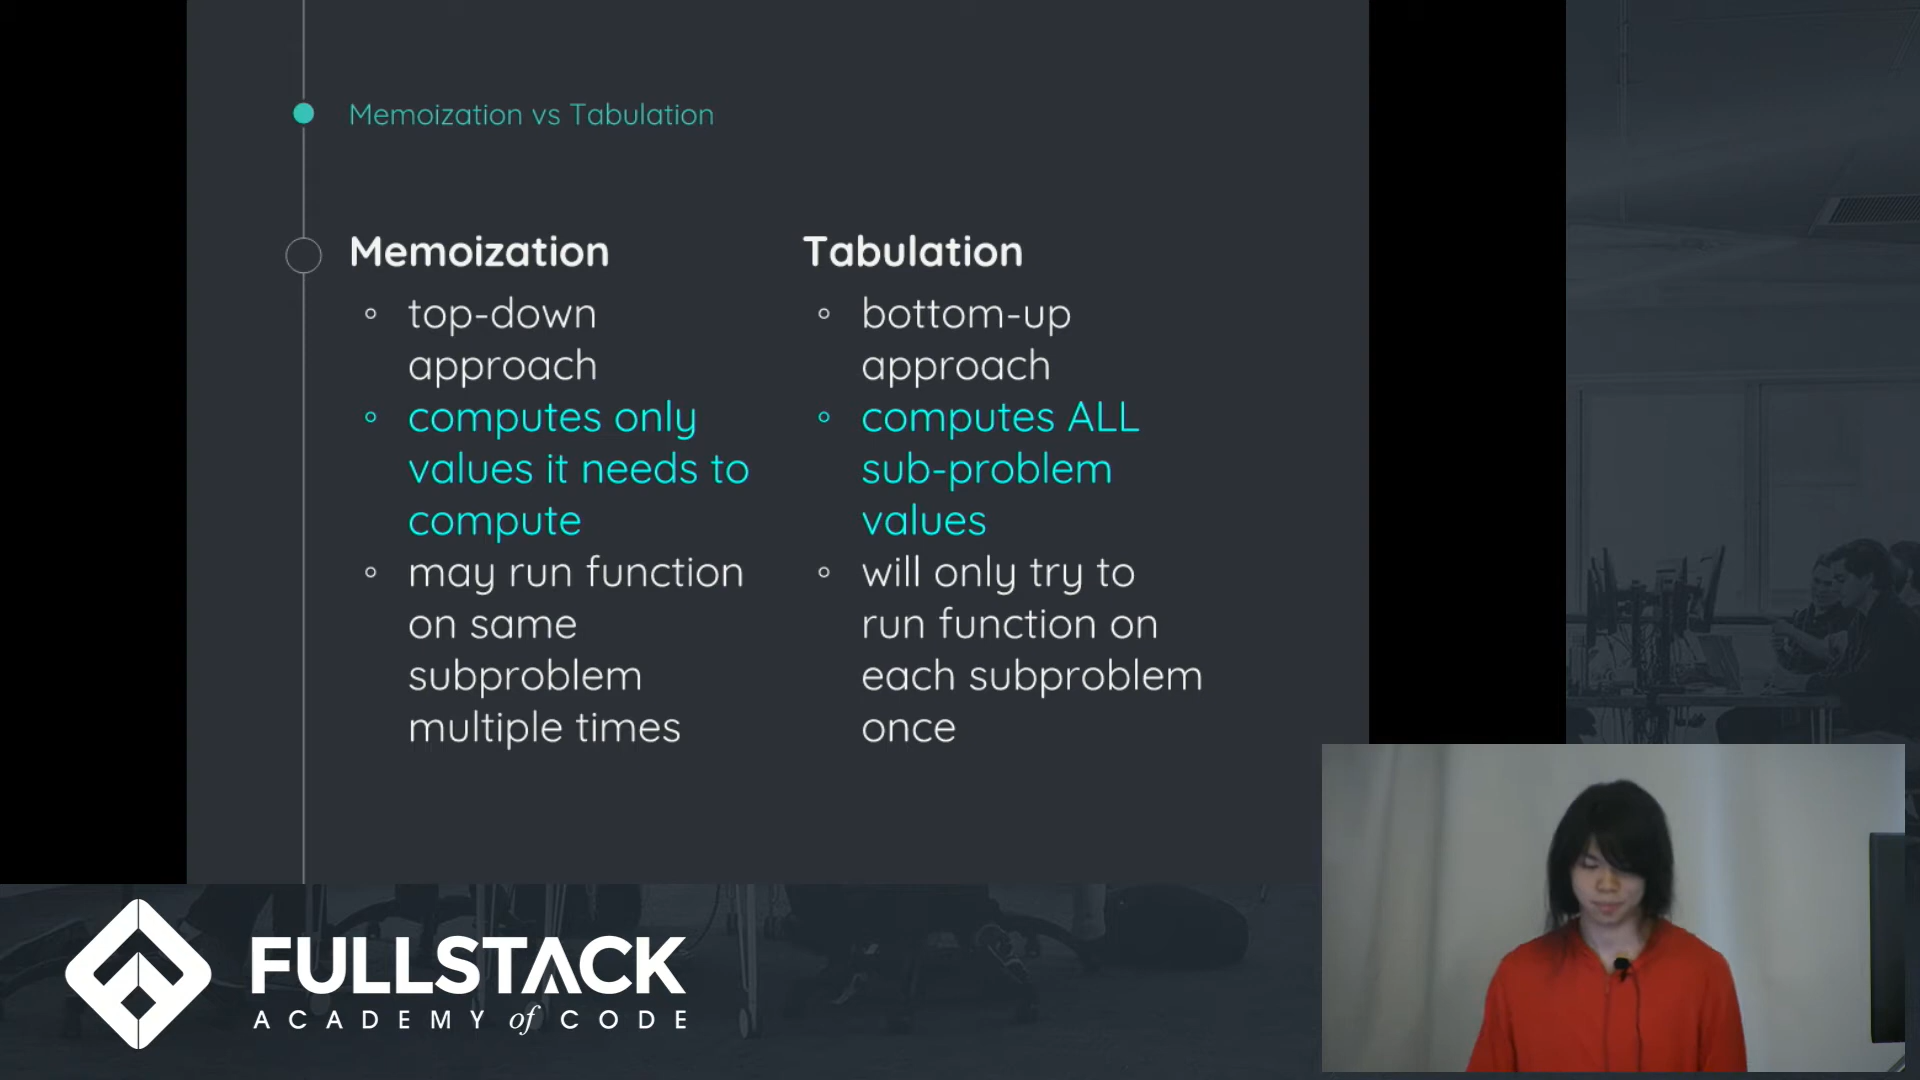 Memoization vs Tabulation
Memoization
top-down
approach
computes only
values it needs to
compute
may run function
on same
subproblem
multiple times
Tabulation
bottom-up
approach
computes ALL
sub-problem
values
will only try to
run function on
each subproblem
once
FULLSTACK
ACADEMY of CODE